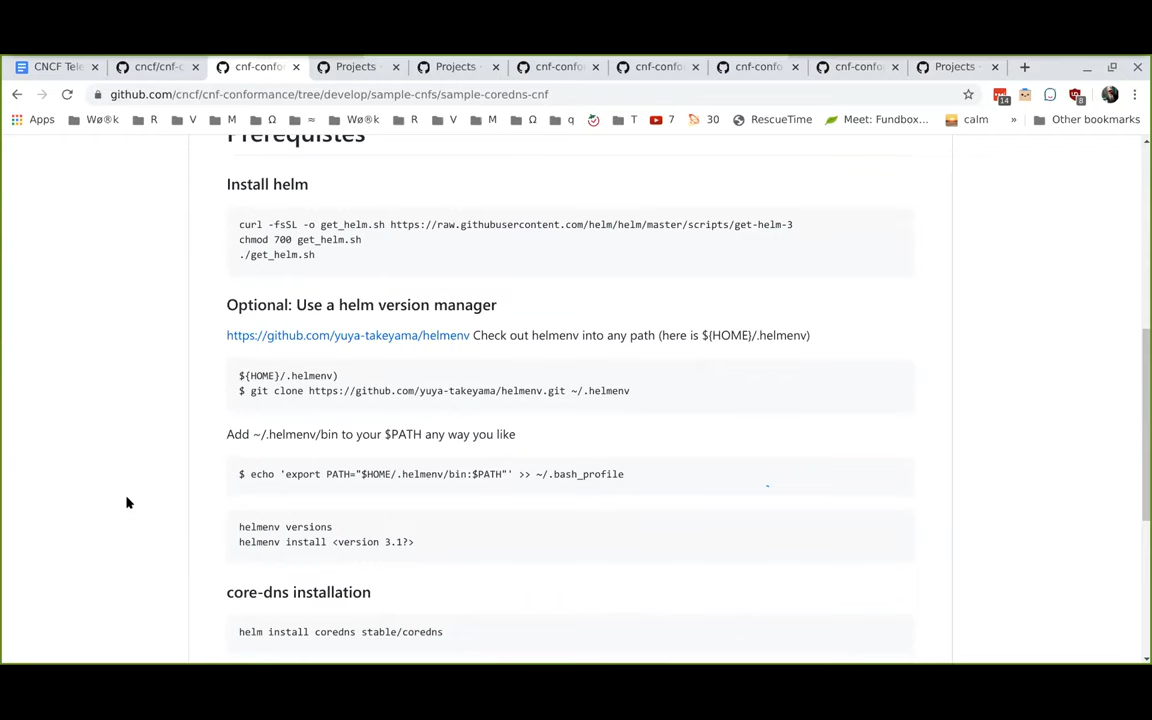 CNCF Tele
cncf/cnf-c
cnf-confor
Projects
Projects
cnf-confo
cnf-confo
cnf-confo
cnf-confo
Projects
github.com/cncf/cnf-conformance/tree/develop/sample-cnfs/sample-coredns-cnf
14
8
Apps
Wø®k
R
V
M
Ω
≈
Wø®k
R
V
M
Ω
q
T
7
30
RescueTime
Meet: Fundbox...
calm
»
Other bookmarks
Prerequistes
Install helm
curl -fsSL -o get_helm.sh https://raw.githubusercontent.com/helm/helm/master/scripts/get-helm-3
chmod 700 get_helm.sh
./get_helm.sh
Optional: Use a helm version manager
https://github.com/yuya-takeyama/helmenv Check out helmenv into any path (here is ${HOME}/.helmenv)
${HOME}/.helmenv)
$ git clone https://github.com/yuya-takeyama/helmenv.git ~/.helmenv
Add ~/.helmenv/bin to your $PATH any way you like
$ echo 'export PATH="$HOME/.helmenv/bin:$PATH"' >> ~/.bash_profile
helmenv versions
helmenv install <version 3.1?>
core-dns installation
helm install coredns stable/coredns